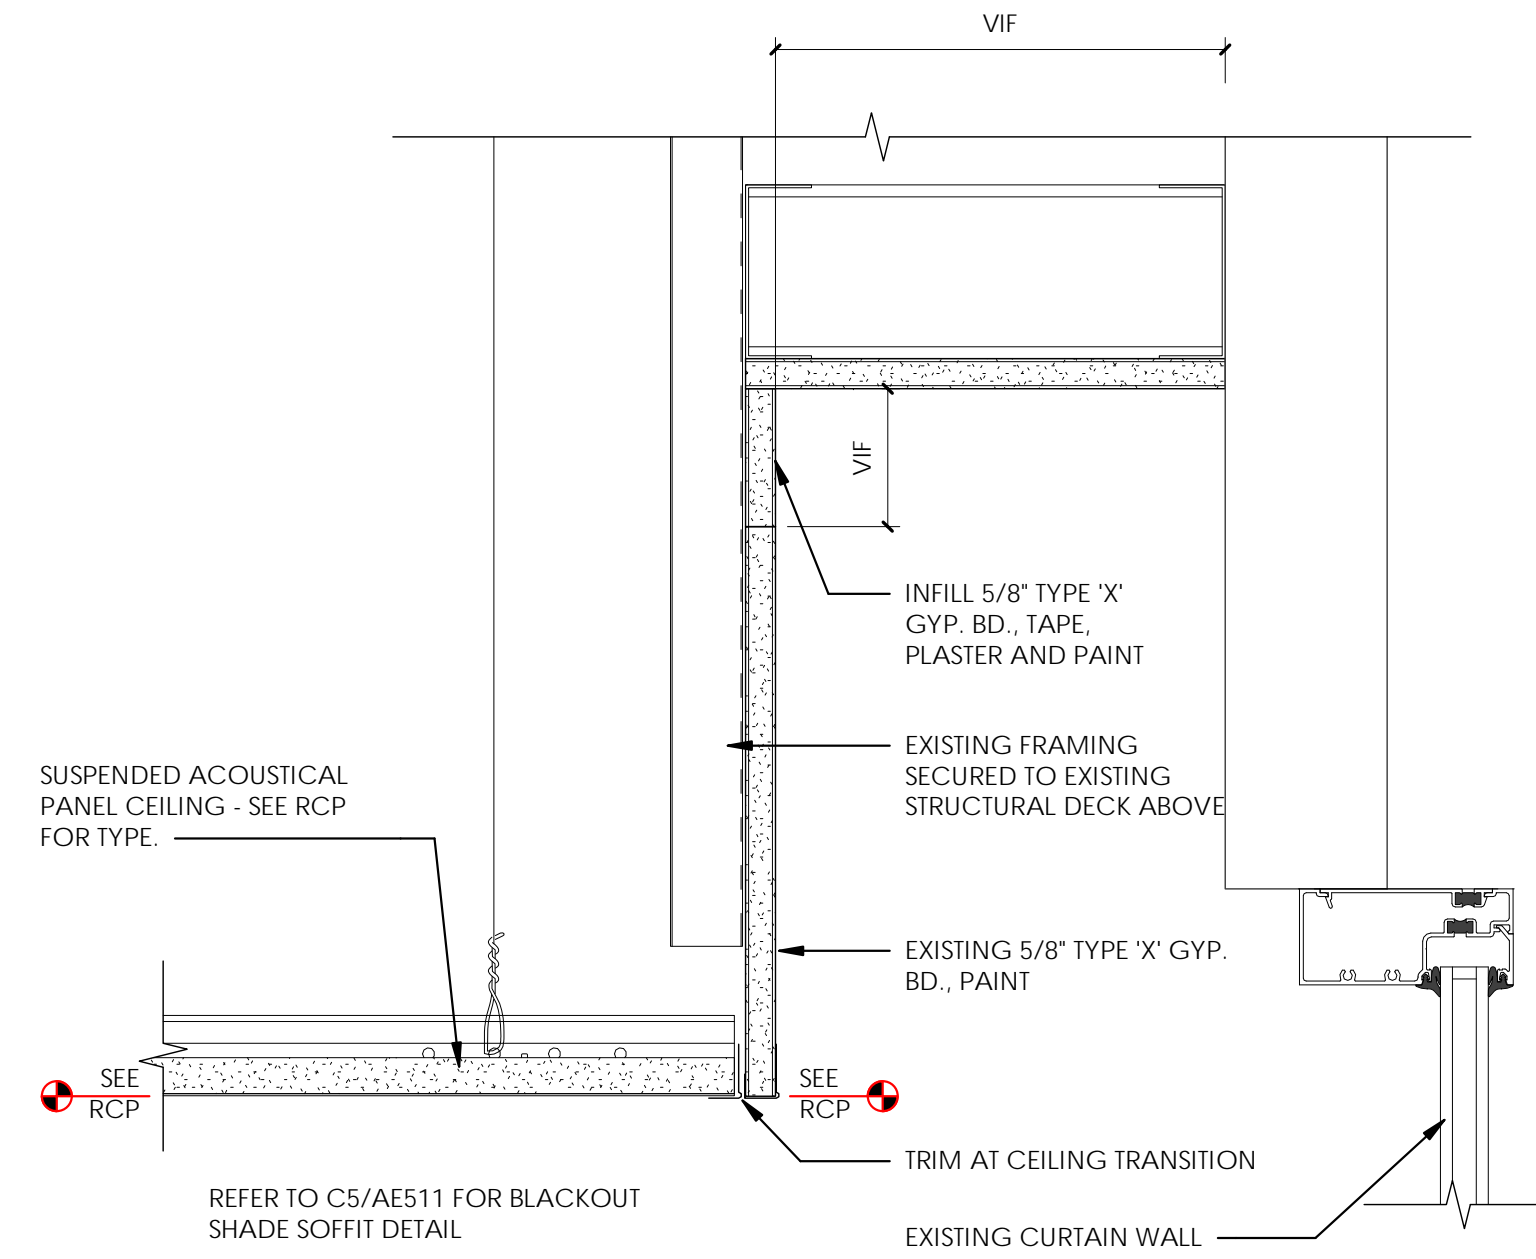 VIF
VIF
INFILL 5/8" TYPE 'X'
GYP. BD., TAPE,
PLASTER AND PAINT
EXISTING FRAMING
SECURED TO EXISTING
STRUCTURAL DECK ABOVE
SUSPENDED ACOUSTICAL
PANEL CEILING - SEE RCP
FOR TYPE.
EXISTING 5/8" TYPE 'X' GYP.
BD., PAINT
SEE
RCP
SEE
RCP
TRIM AT CEILING TRANSITION
REFER TO C5/AE511 FOR BLACKOUT
SHADE SOFFIT DETAIL
EXISTING CURTAIN WALL